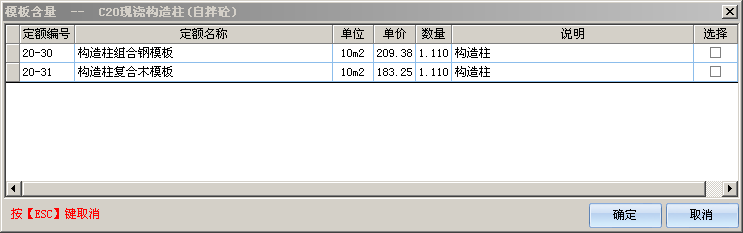 模板含量 -- C20现浇构造柱(自拌砼)
定额编号 定额名称 单位 单价 数量 说明 选择
20-30 构造柱组合钢模板 10m2 209.38 1.110 构造柱
20-31 构造柱复合木模板 10m2 183.25 1.110 构造柱
按【ESC】键取消 确定 取消